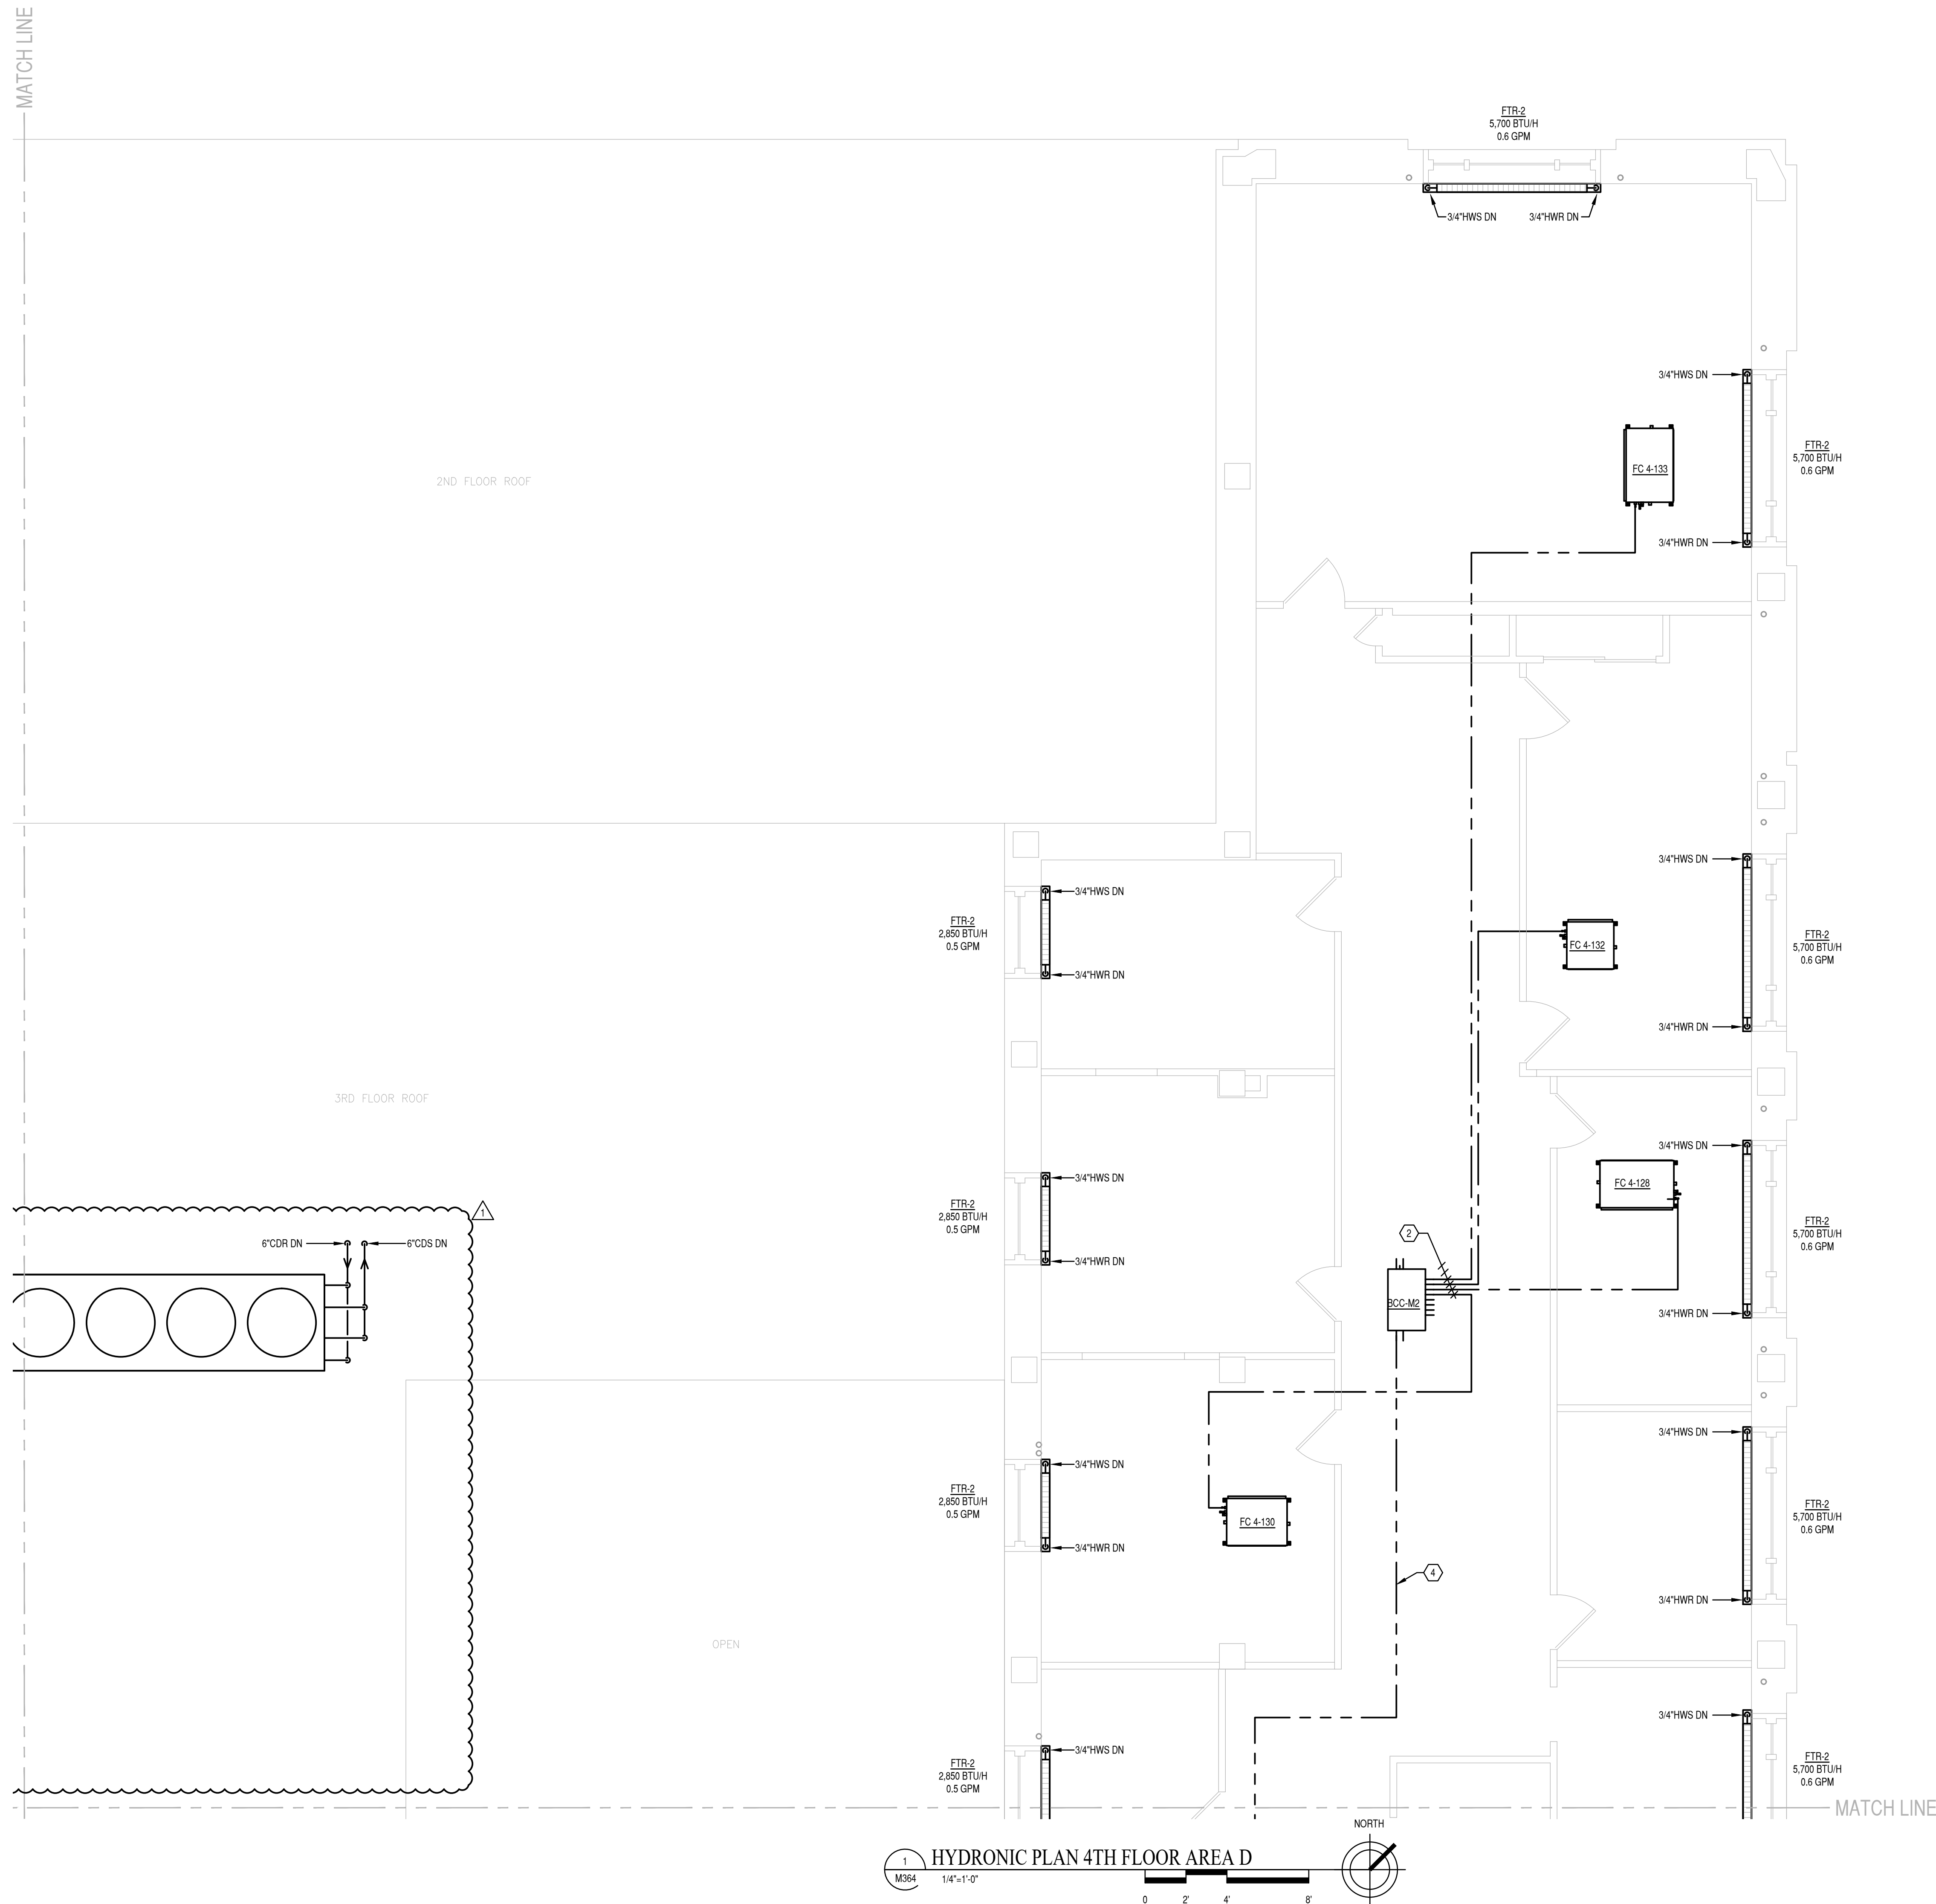 MATCH LINE
FTR-2
5,700 BTU/H
0.6 GPM
3/4"HWS DN
3/4"HWR DN
3/4"HWS DN
FTR-2
5,700 BTU/H
0.6 GPM
FC 4-133
2ND FLOOR ROOF
3/4"HWR DN
3/4"HWS DN
3/4"HWS DN
FTR-2
2,850 BTU/H
0.5 GPM
FC 4-132
FTR-2
5,700 BTU/H
0.6 GPM
3/4"HWR DN
3/4"HWR DN
3RD FLOOR ROOF
3/4"HWS DN
3/4"HWS DN
FC 4-128
FTR-2
2,850 BTU/H
0.5 GPM
1
FTR-2
5,700 BTU/H
0.6 GPM
2
6"CDR DN
6"CDS DN
3/4"HWR DN
BCC-M2
3/4"HWR DN
3/4"HWS DN
3/4"HWS DN
FTR-2
2,850 BTU/H
0.5 GPM
FTR-2
5,700 BTU/H
0.6 GPM
FC 4-130
3/4"HWR DN
4
3/4"HWR DN
OPEN
3/4"HWS DN
3/4"HWS DN
FTR-2
2,850 BTU/H
0.5 GPM
FTR-2
5,700 BTU/H
0.6 GPM
MATCH LINE
NORTH
1
M364
HYDRONIC PLAN 4TH FLOOR AREA D
1/4"=1'-0"
0 2' 4' 8'